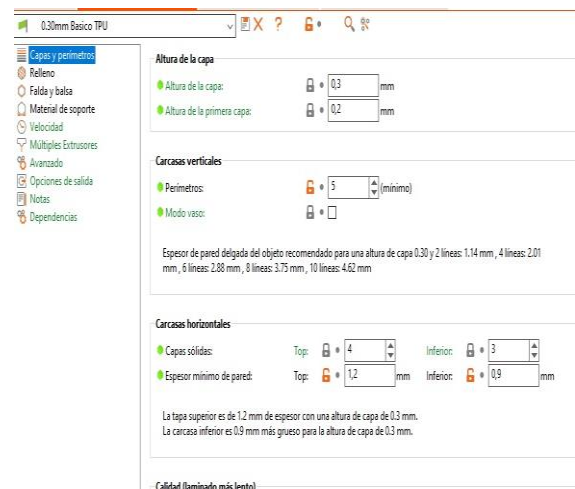 0.30mm Basico TPU
?
Capas y perímetros
Relleno
Falda y balsa
Material de soporte
Velocidad
Múltiples Extrusores
Avanzado
Opciones de salida
Notas
Dependencias
Altura de la capa
Altura de la capa: 0,3 mm
Altura de la primera capa: 0,2 mm
Carcasas verticales
Perímetros: 5 (mínimo)
Modo vaso:
Espesor de pared delgada del objeto recomendado para una altura de capa 0.30 y 2 líneas: 1.14 mm , 4 líneas: 2.01
mm , 6 líneas: 2.88 mm , 8 líneas: 3.75 mm , 10 líneas: 4.62 mm
Carcasas horizontales
Capas sólidas: Top: 4 Inferior: 3
Espesor mínimo de pared: Top: 1,2 mm Inferior: 0,9 mm
La tapa superior es de 1.2 mm de espesor con una altura de capa de 0.3 mm.
La carcasa inferior es 0.9 mm más grueso para la altura de capa de 0.3 mm.
Calidad (laminado más lento)